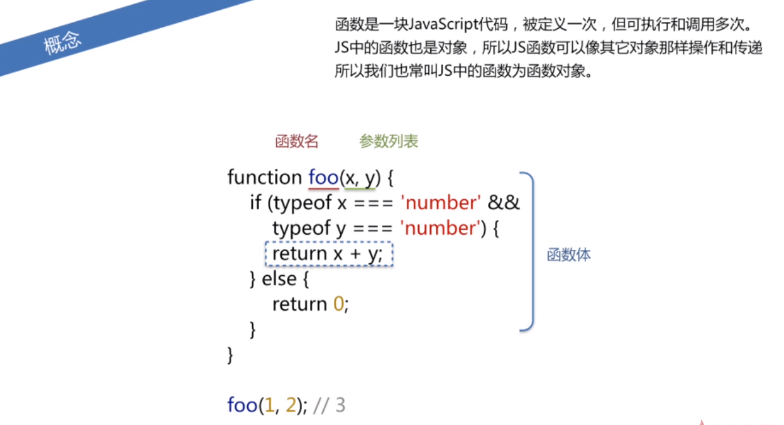 概念
函数是一块JavaScript代码，被定义一次，但可执行和调用多次。
JS中的函数也是对象，所以JS函数可以像其它对象那样操作和传递
所以我们也常叫JS中的函数为函数对象。
函数名 参数列表
function foo(x, y) {
if (typeof x === 'number' &&
typeof y === 'number') {
return x + y;
函数体
} else {
return 0;
}
}
foo(1, 2); // 3